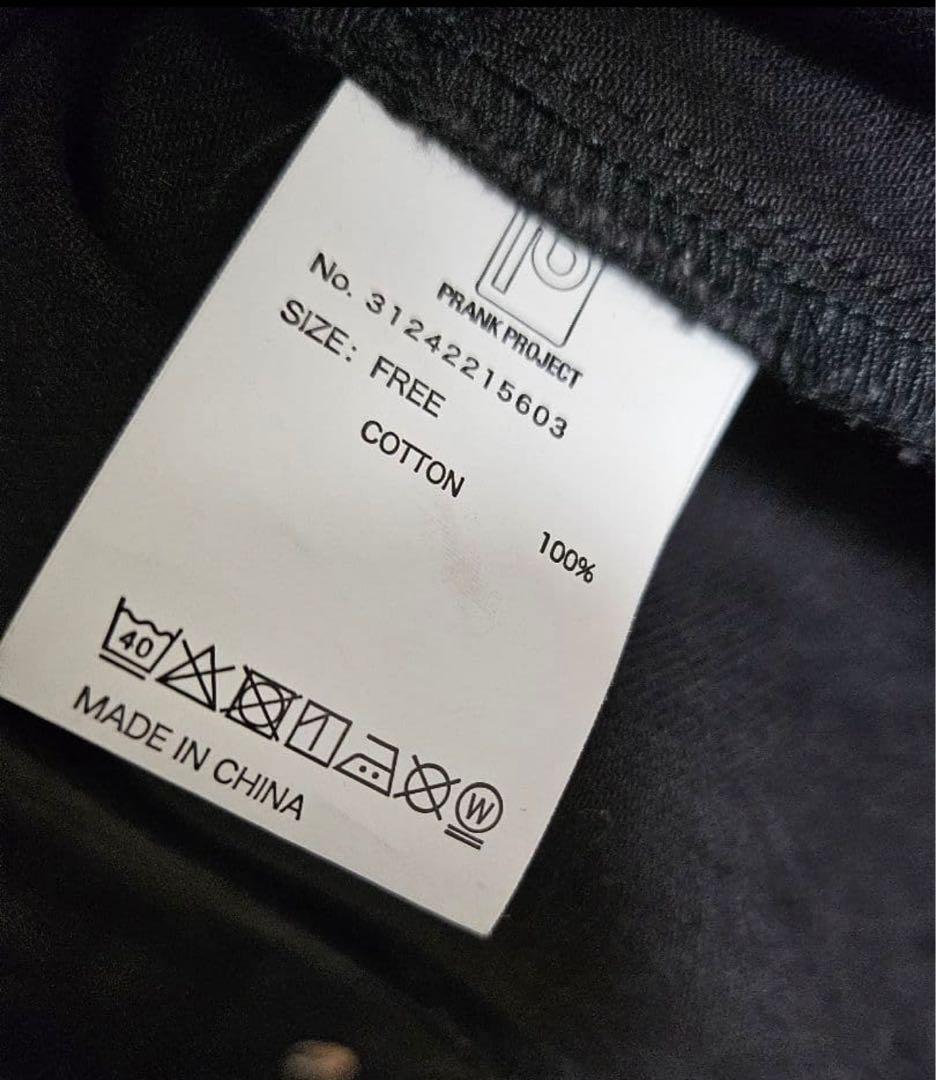 PRANK PROJECT
No. 31242215603
SIZE: FREE
COTTON 100%
40
W
MADE IN CHINA